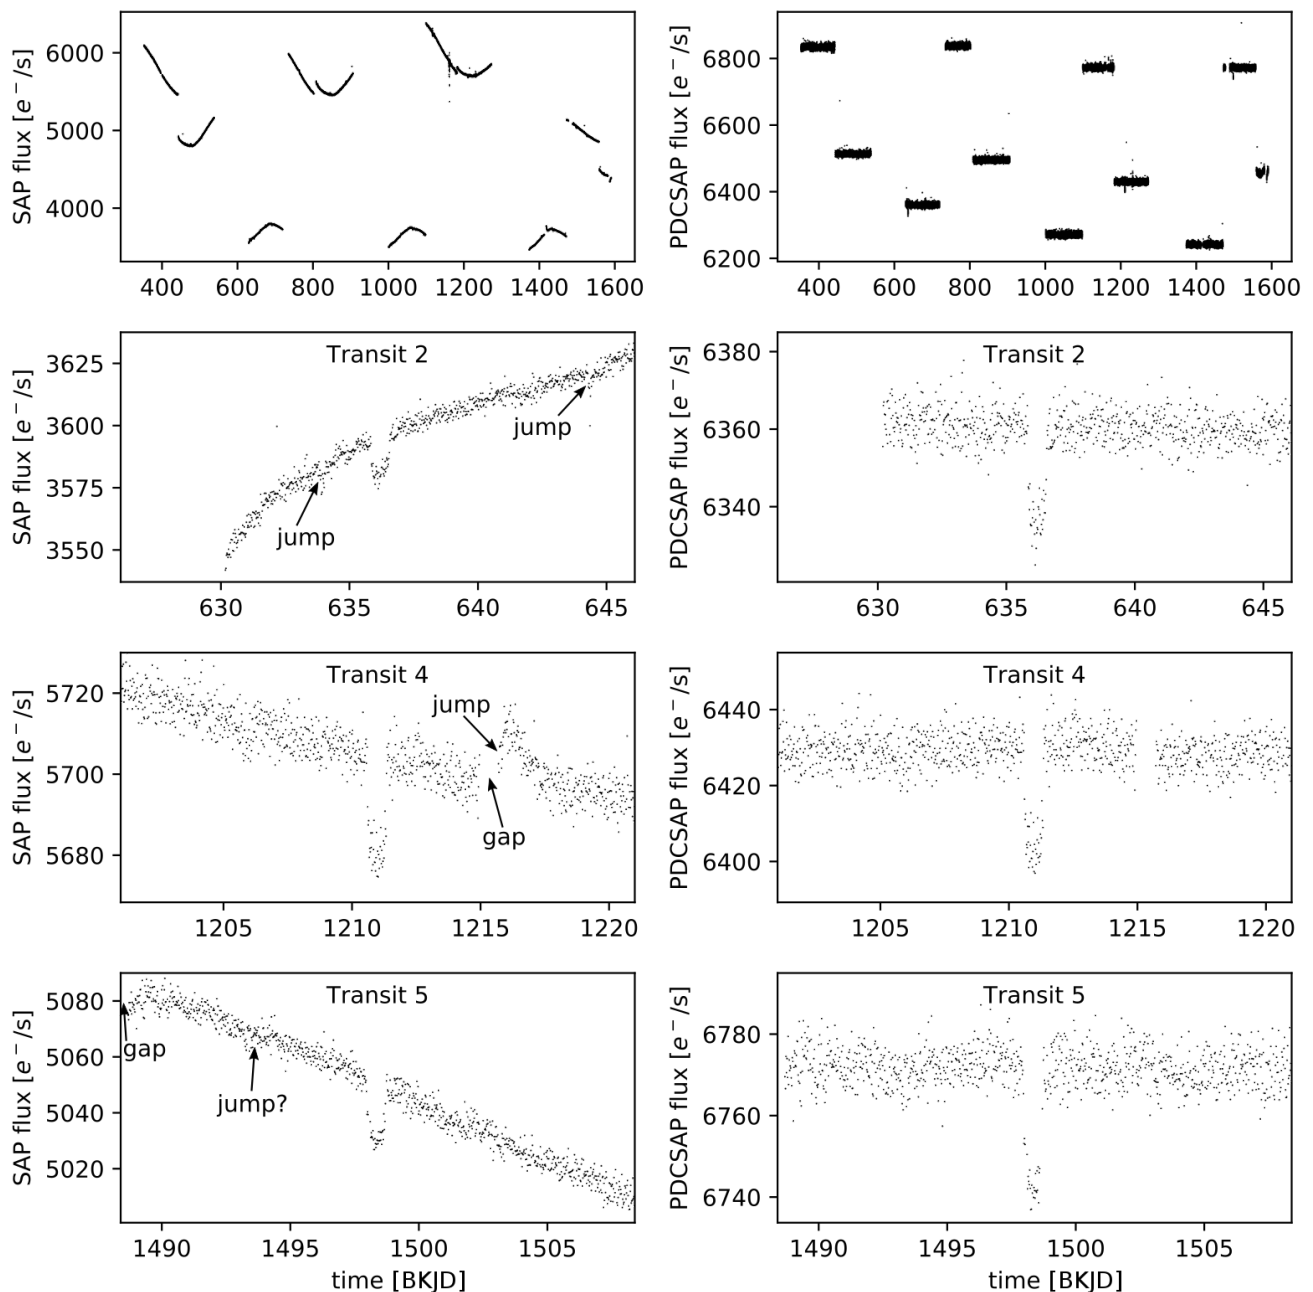 SAP flux [e⁻/s]
6000
5000
4000
400 600 800 1000 1200 1400 1600
PDCSAP flux [e⁻/s]
6800
6600
6400
6200
400 600 800 1000 1200 1400 1600
SAP flux [e⁻/s]
Transit 2
3625
3600
jump
3575
jump
3550
630 635 640 645
PDCSAP flux [e⁻/s]
Transit 2
6380
6360
6340
630 635 640 645
SAP flux [e⁻/s]
Transit 4
5720
jump
5700
gap
5680
1205 1210 1215 1220
PDCSAP flux [e⁻/s]
Transit 4
6440
6420
6400
1205 1210 1215 1220
SAP flux [e⁻/s]
Transit 5
5080
gap
5060
jump?
5040
5020
1490 1495 1500 1505
time [BKJD]
PDCSAP flux [e⁻/s]
Transit 5
6780
6760
6740
1490 1495 1500 1505
time [BKJD]